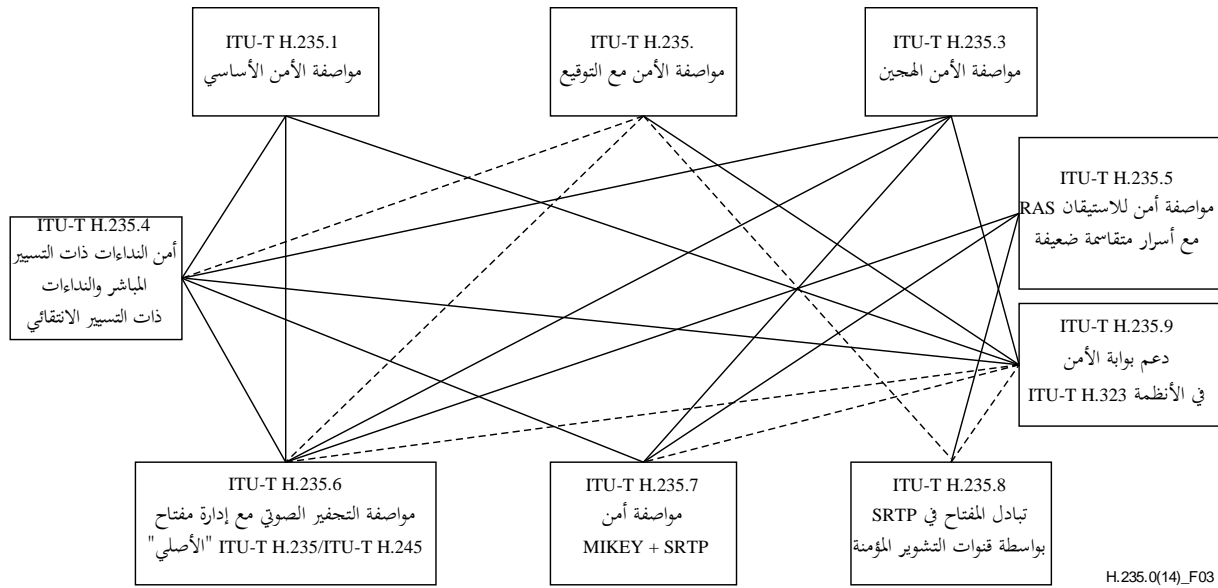 ITU-T H.235.1
مواصفة الأمن الأساسي
ITU-T H.235.
مواصفة الأمن مع التوقيع
ITU-T H.235.3
مواصفة الأمن الهجين
ITU-T H.235.5
مواصفة أمن للاستيقان RAS
مع أسرار متقاسمة ضعيفة
ITU-T H.235.4
أمن النداءات ذات التسيير
المباشر والنداءات
ذات التسيير الانتقائي
ITU-T H.235.9
دعم بوابة الأمن
في الأنظمة ITU-T H.323
ITU-T H.235.6
مواصفة التجفير الصوتي مع إدارة مفتاح
"الأصلي" ITU-T H.235/ITU-T H.245
ITU-T H.235.7
مواصفة أمن
MIKEY + SRTP
ITU-T H.235.8
تبادل المفتاح في SRTP
بواسطة قنوات التشوير المؤمنة
H.235.0(14)_F03